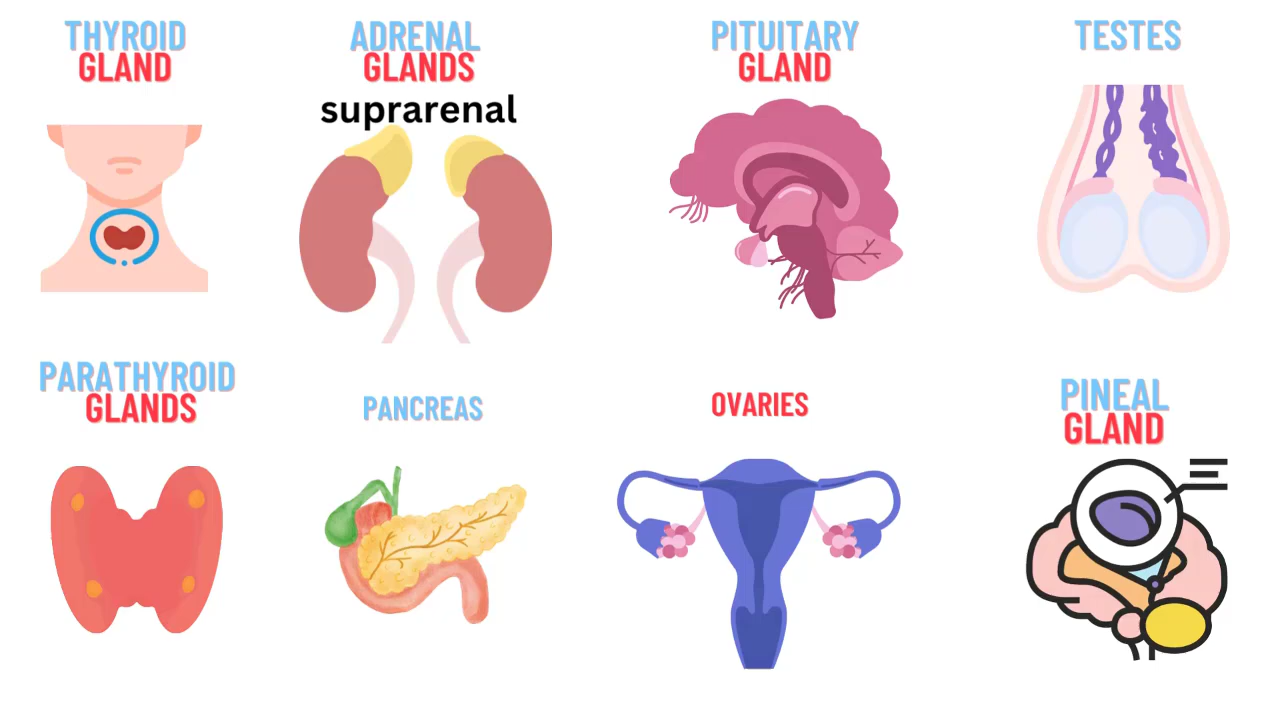 THYROID
GLAND
ADRENAL
GLANDS
suprarenal
PITUITARY
GLAND
TESTES
PARATHYROID
GLANDS
PANCREAS
OVARIES
PINEAL
GLAND